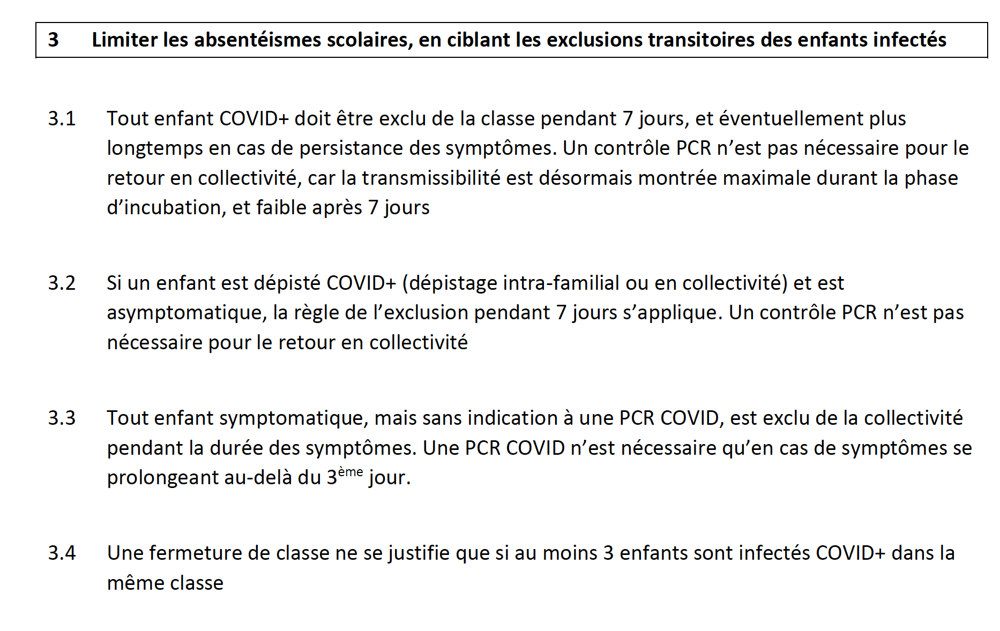 3 Limiter les absentéismes scolaires, en ciblant les exclusions transitoires des enfants infectés
3.1 Tout enfant COVID+ doit être exclu de la classe pendant 7 jours, et éventuellement plus
longtemps en cas de persistance des symptômes. Un contrôle PCR n’est pas nécessaire pour le
retour en collectivité, car la transmissibilité est désormais montrée maximale durant la phase
d’incubation, et faible après 7 jours
3.2 Si un enfant est dépisté COVID+ (dépistage intra-familial ou en collectivité) et est
asymptomatique, la règle de l’exclusion pendant 7 jours s’applique. Un contrôle PCR n’est pas
nécessaire pour le retour en collectivité
3.3 Tout enfant symptomatique, mais sans indication à une PCR COVID, est exclu de la collectivité
pendant la durée des symptômes. Une PCR COVID n’est nécessaire qu’en cas de symptômes se
prolongeant au-delà du 3ème jour.
3.4 Une fermeture de classe ne se justifie que si au moins 3 enfants sont infectés COVID+ dans la
même classe